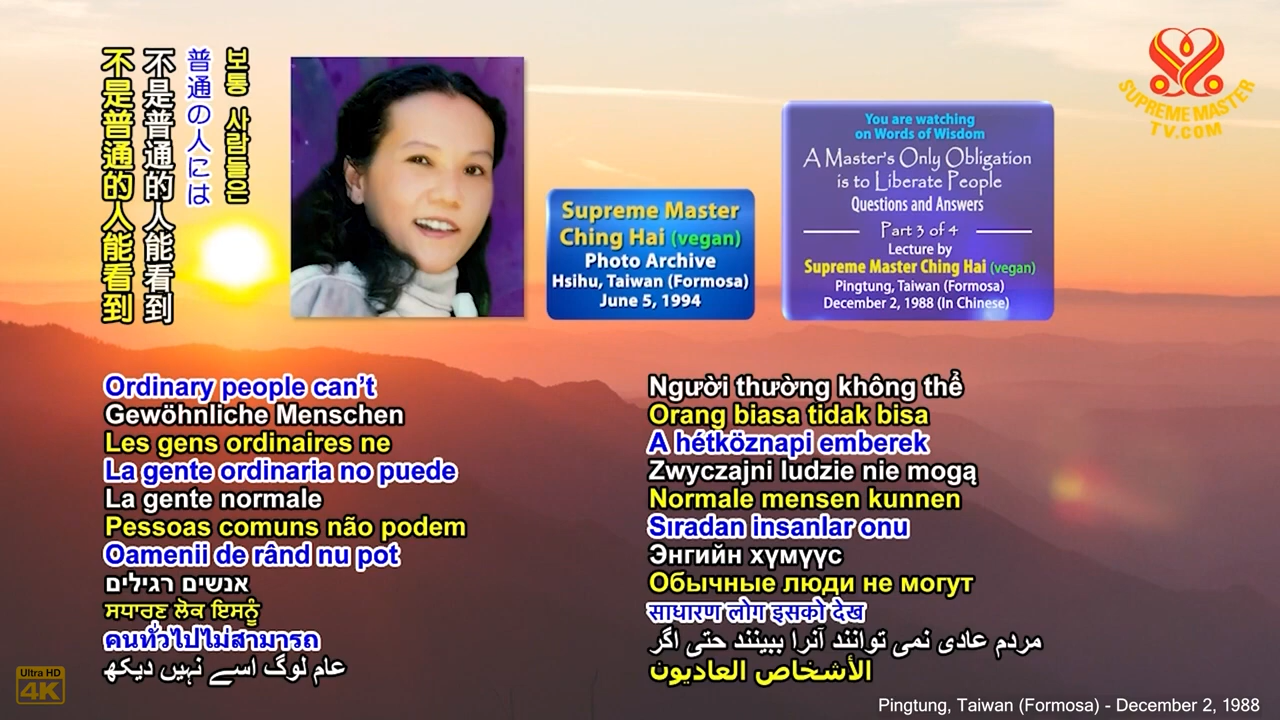 보통 사람들은
普通の人には
不是普通的人能看到
不是普通的人能看到
SUPREME MASTER
TV.COM
You are watching
on Words of Wisdom
A Master's Only Obligation
is to Liberate People
Questions and Answers
Part 3 of 4
Lecture by
Supreme Master Ching Hai (vegan)
Pingtung, Taiwan (Formosa)
December 2, 1988 (In Chinese)
Supreme Master
Ching Hai (vegan)
Photo Archive
Hsihu, Taiwan (Formosa)
June 5, 1994
Ordinary people can't
Gewöhnliche Menschen
Les gens ordinaires ne
La gente ordinaria no puede
La gente normale
Pessoas comuns não podem
Oamenii de rând nu pot
אנשים רגילים
ਸਧਾਰਣ ਲੋਕ ਇਸਨੂੰ
คนทั่วไปไม่สามารถ
عام لوگ اسے نہیں دیکھ
Người thường không thể
Orang biasa tidak bisa
A hétköznapi emberek
Zwyczajni ludzie nie mogą
Normale mensen kunnen
Sıradan insanlar onu
Энгийн хүмүүс
Обычные люди не могут
साधारण लोग इसको देख
مردم عادی نمی توانند آنرا ببینند حتی اگر
الأشخاص العاديون
Ultra HD
4K
Pingtung, Taiwan (Formosa) - December 2, 1988